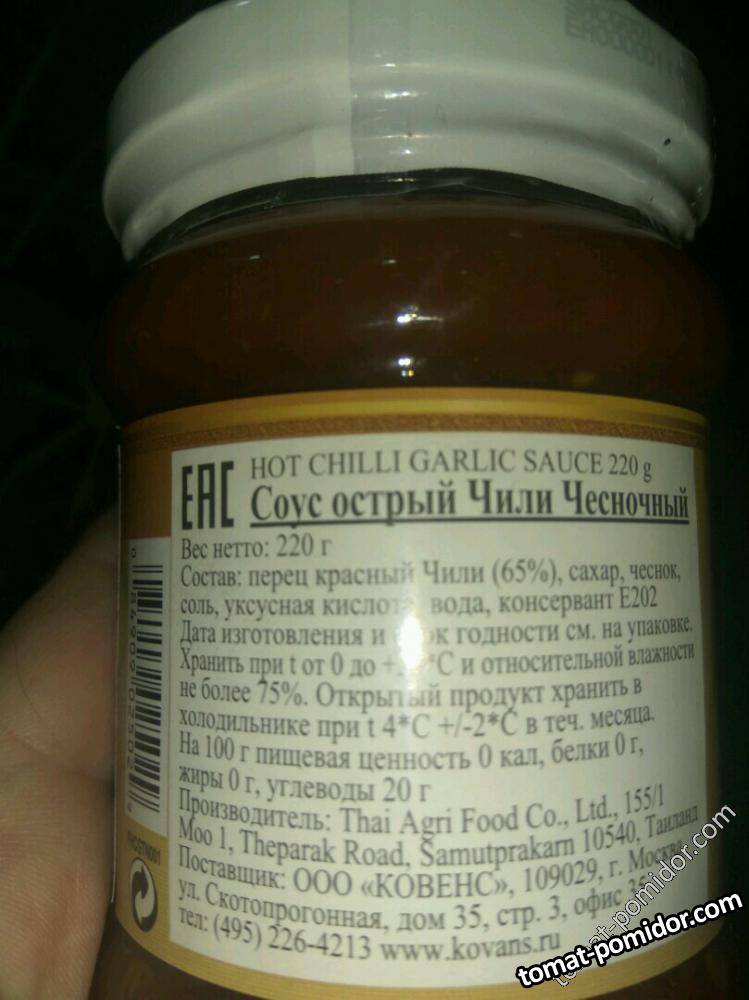 EAC
HOT CHILLI GARLIC SAUCE 220 g
Соус острый Чили Чесночный
Вес нетто: 220 г
Состав: перец красный Чили (65%), сахар, чеснок,
соль, уксусная вода, консервант Е202
Дата изготовления и годности см. на упаковке.
Хранить при t от 0 до и относительной влажности
не более 75%. Открытый продукт хранить в
холодильнике при t 4*C +/-2*C в теч. месяца.
На 100 г пищевая ценность 0 кал, белки 0 г,
жиры 0 г, углеводы 20 г
Производитель: Thai Agri Food Co., Ltd., 155/1
Moo 1, Theparak Road, Samutprakarn 10540, Таиланд
Поставщик: ООО «КОВЕНС», 109029, г. Москва,
ул. Скотопрогонная, дом 35, стр. 3, офис
тел: (495) 226-4213 www.kovans.ru
tomat-pomidor.com